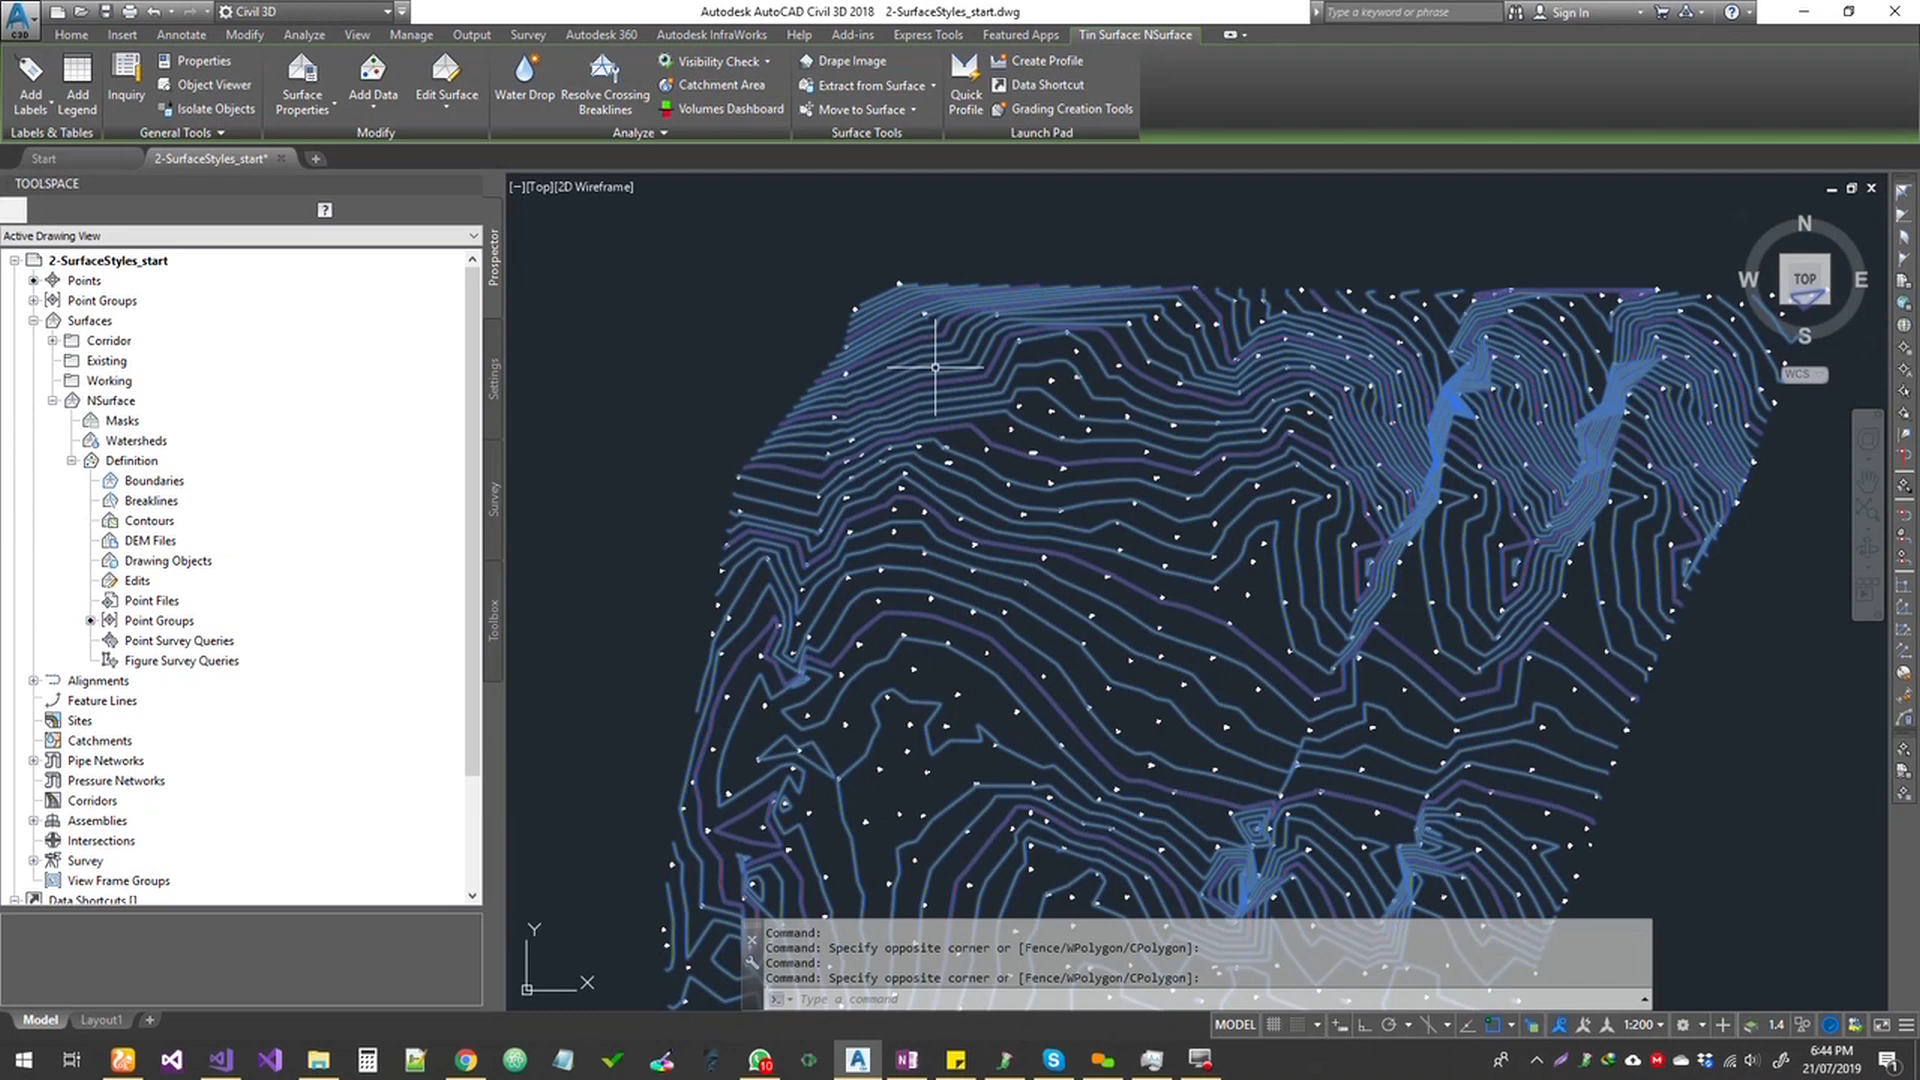 C3D
Civil 3D
Autodesk AutoCAD Civil 3D 2018 2-SurfaceStyles_start.dwg
Type a keyword or phrase
Sign In
Home Insert Annotate Modify Analyze View Manage Output Survey Autodesk 360 Autodesk InfraWorks Help Add-ins Express Tools Featured Apps Tin Surface: NSurface
Add Labels
Add Legend
Labels & Tables
Inquiry
Properties
Object Viewer
Isolate Objects
General Tools
Surface Properties
Add Data
Edit Surface
Modify
Water Drop
Resolve Crossing Breaklines
Visibility Check
Catchment Area
Volumes Dashboard
Analyze
Drape Image
Extract from Surface
Move to Surface
Surface Tools
Quick Profile
Create Profile
Data Shortcut
Grading Creation Tools
Launch Pad
Start
2-SurfaceStyles_start*
TOOLSPACE
?
Active Drawing View
2-SurfaceStyles_start
Points
Point Groups
Surfaces
Corridor
Existing
Working
NSurface
Masks
Watersheds
Definition
Boundaries
Breaklines
Contours
DEM Files
Drawing Objects
Edits
Point Files
Point Groups
Point Survey Queries
Figure Survey Queries
Alignments
Feature Lines
Sites
Catchments
Pipe Networks
Pressure Networks
Corridors
Assemblies
Intersections
Survey
View Frame Groups
Data Shortcuts []
Prospector
Settings
Survey
Toolbox
[−][Top][2D Wireframe]
N
W
TOP
E
S
WCS
Y
X
Command:
Command: Specify opposite corner or [Fence/WPolygon/CPolygon]:
Command:
Command: Specify opposite corner or [Fence/WPolygon/CPolygon]:
Type a command
Model Layout1
MODEL
1:200
1.4
10
6:44 PM
21/07/2019
1